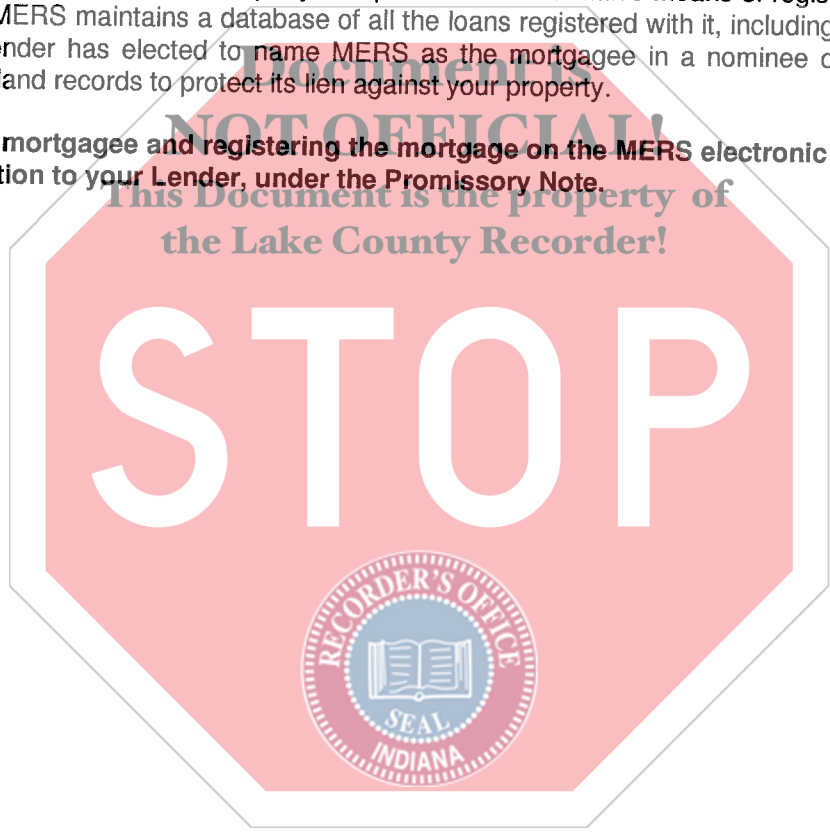 MERS maintains a database of all the loans registered with it, including
nder has elected to name MERS as the mortgagee in a nominee c
and records to protect its lien against your property.
Document is
NOT OFFICIAL!
mortgagee and registering the mortgage on the MERS electronic
tion to your Lender, under the Promissory Note.
This Document is the property of
the Lake County Recorder!
STOP
RECORDER'S OFFICE
SEAL
INDIANA